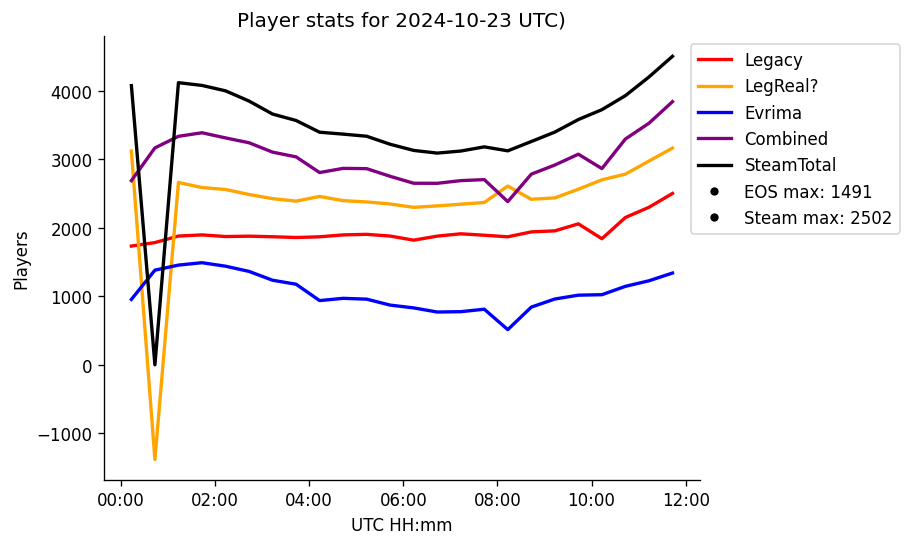 Player stats for 2024-10-23 UTC)
Legacy
LegReal?
Evrima
Combined
SteamTotal
EOS max: 1491
Steam max: 2502
Players
4000
3000
2000
1000
0
−1000
00:00 02:00 04:00 06:00 08:00 10:00 12:00
UTC HH:mm